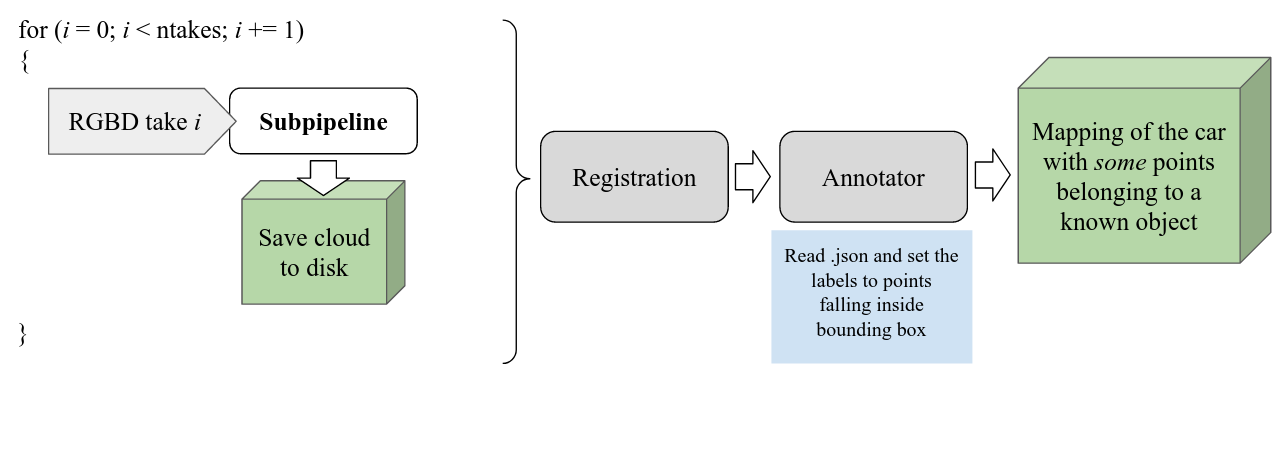 for (i = 0; i < ntakes; i += 1)
{
RGBD take i
Subpipeline
Save cloud
to disk
}
Registration
Annotator
Read .json and set the
labels to points
falling inside
bounding box
Mapping of the car
with some points
belonging to a
known object